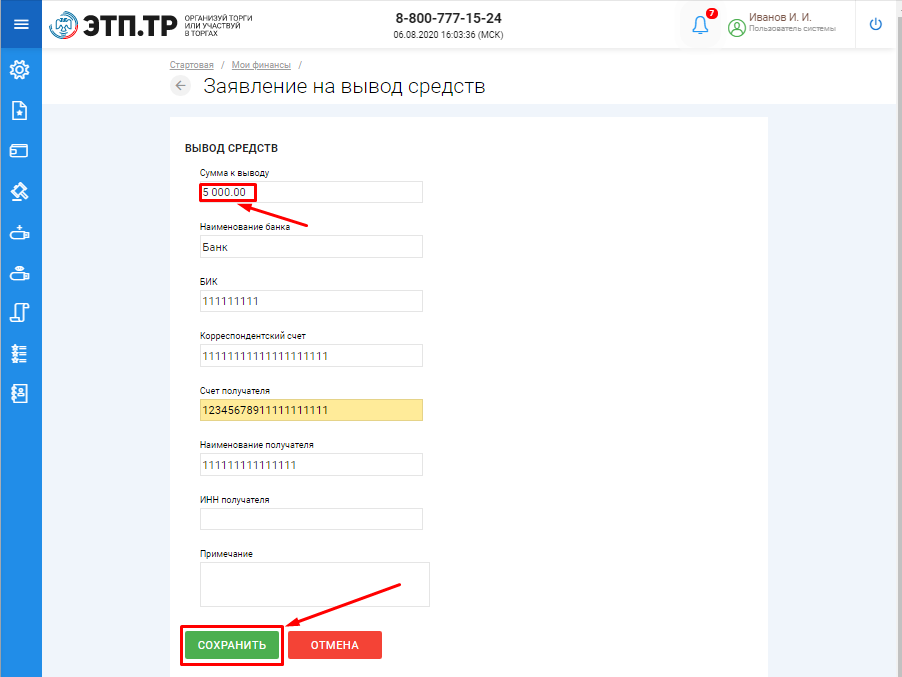 ЭТП.ТР
ОРГАНИЗУЙ ТОРГИ
ИЛИ УЧАСТВУЙ
В ТОРГАХ
8-800-777-15-24
06.08.2020 16:03:36 (МСК)
7
Иванов И. И.
Пользователь системы
Стартовая / Мои финансы /
Заявление на вывод средств
ВЫВОД СРЕДСТВ
Сумма к выводу
5 000.00
Наименование банка
Банк
БИК
111111111
Корреспондентский счет
11111111111111111111
Счет получателя
12345678911111111111
Наименование получателя
111111111111111
ИНН получателя
Примечание
СОХРАНИТЬ ОТМЕНА